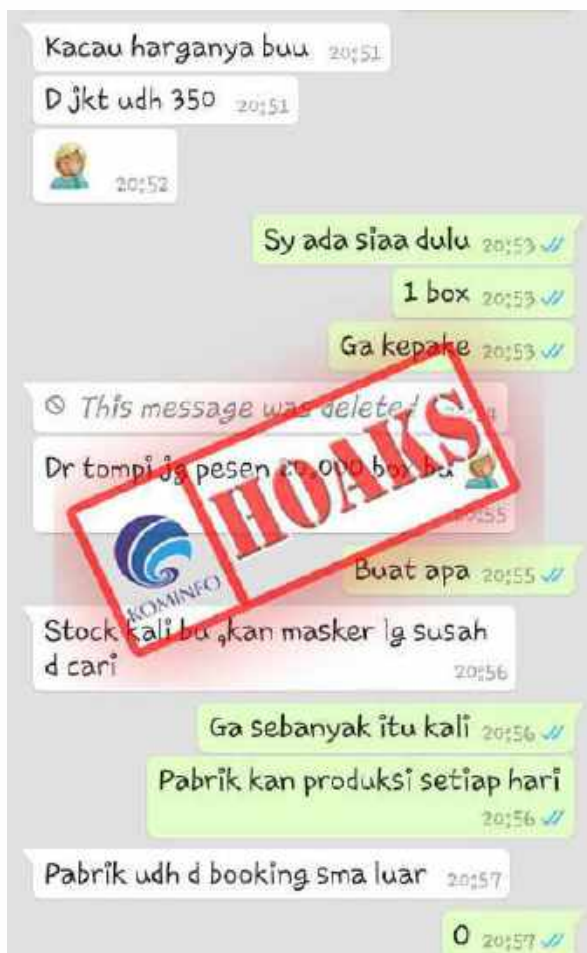 Kacau harganya buu 20:51
D jkt udh 350 20:51
20:52
Sy ada siaa dulu 20:53
1 box 20:53
Ga kepake 20:53
This message was deleted
Dr tompi jg pesen 20,000 box bu
20:55
HOAKS
KOMINFO
Buat apa 20:55
Stock kali bu ,kan masker lg susah
d cari 20:56
Ga sebanyak itu kali 20:56
Pabrik kan produksi setiap hari
20:56
Pabrik udh d booking sma luar 20:57
O 20:57